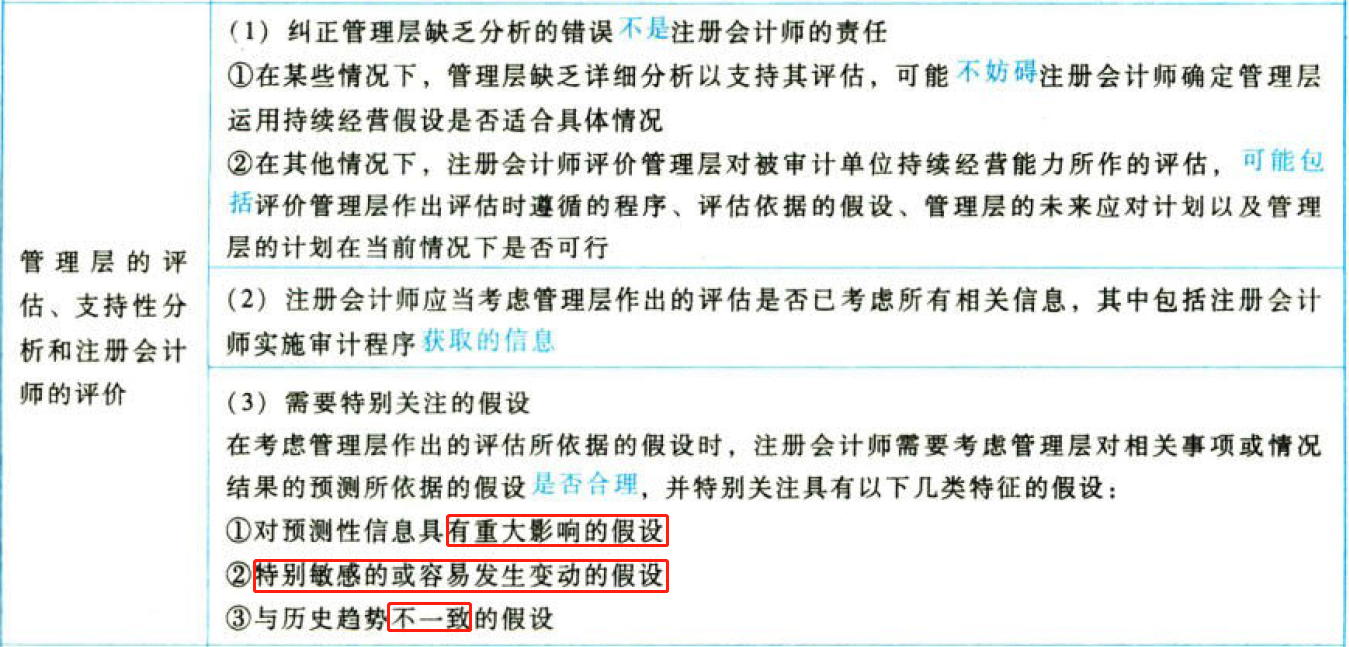 管理层的评
估、支持性分
析和注册会计
师的评价
(1) 纠正管理层缺乏分析的错误不是注册会计师的责任
①在某些情况下，管理层缺乏详细分析以支持其评估，可能不妨碍注册会计师确定管理层
运用持续经营假设是否适合具体情况
②在其他情况下，注册会计师评价管理层对被审计单位持续经营能力所作的评估，可能包
括评价管理层作出评估时遵循的程序、评估依据的假设、管理层的未来应对计划以及管理
层的计划在当前情况下是否可行
(2) 注册会计师应当考虑管理层作出的评估是否已考虑所有相关信息，其中包括注册会计
师实施审计程序获取的信息
(3) 需要特别关注的假设
在考虑管理层作出的评估所依据的假设时，注册会计师需要考虑管理层对相关事项或情况
结果的预测所依据的假设是否合理，并特别关注具有以下几类特征的假设：
①对预测性信息具有重大影响的假设
②特别敏感的或容易发生变动的假设
③与历史趋势不一致的假设